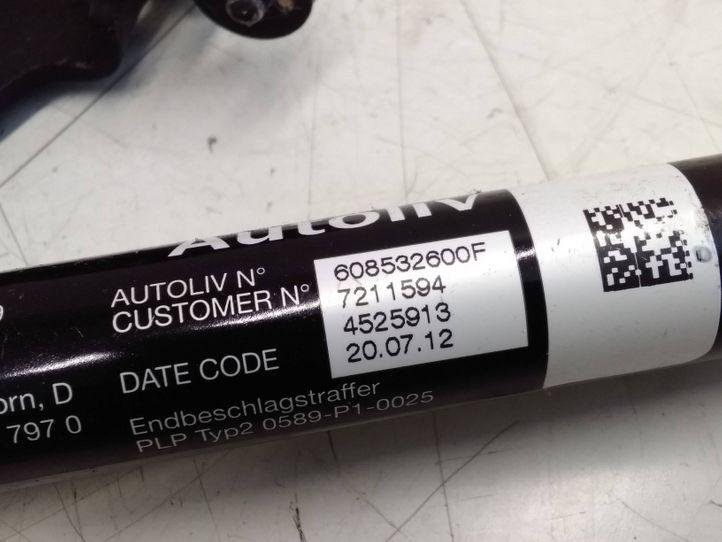 Autoliv
AUTOLIV N° 608532600F
CUSTOMER N° 7211594
4525913
DATE CODE 20.07.12
orn, D
797 0
Endbeschlagstraffer
PLP Typ2 0589-P1-0025